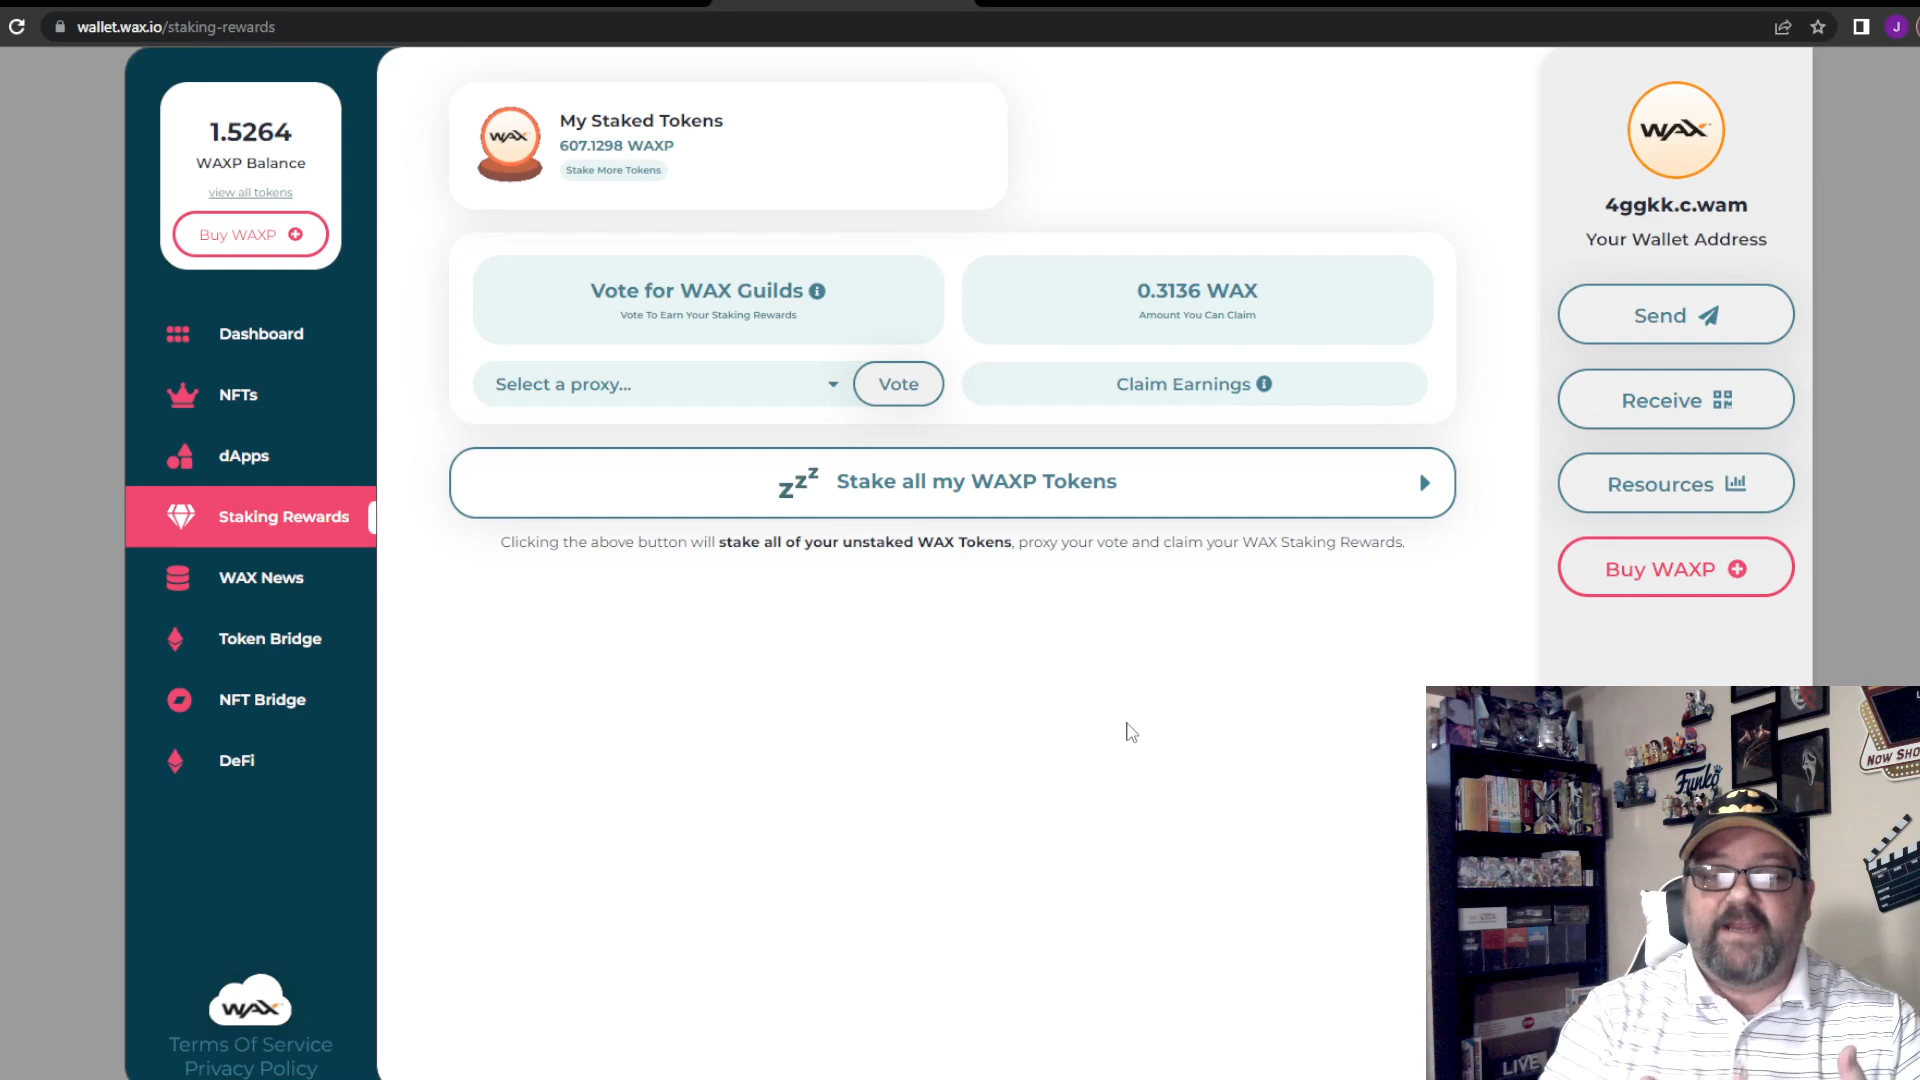 wallet.wax.io/staking-rewards
J
1.5264
WAXP Balance
view all tokens
Buy WAXP
Dashboard
NFTs
dApps
Staking Rewards
WAX News
Token Bridge
NFT Bridge
DeFi
WAX
Terms Of Service
Privacy Policy
WAX
My Staked Tokens
607.1298 WAXP
Stake More Tokens
Vote for WAX Guilds
Vote To Earn Your Staking Rewards
0.3136 WAX
Amount You Can Claim
Select a proxy...
Vote
Claim Earnings
zzz Stake all my WAXP Tokens
Clicking the above button will stake all of your unstaked WAX Tokens, proxy your vote and claim your WAX Staking Rewards.
WAX
4ggkk.c.wam
Your Wallet Address
Send
Receive
Resources
Buy WAXP
NOW SHO
Funko
LIVE